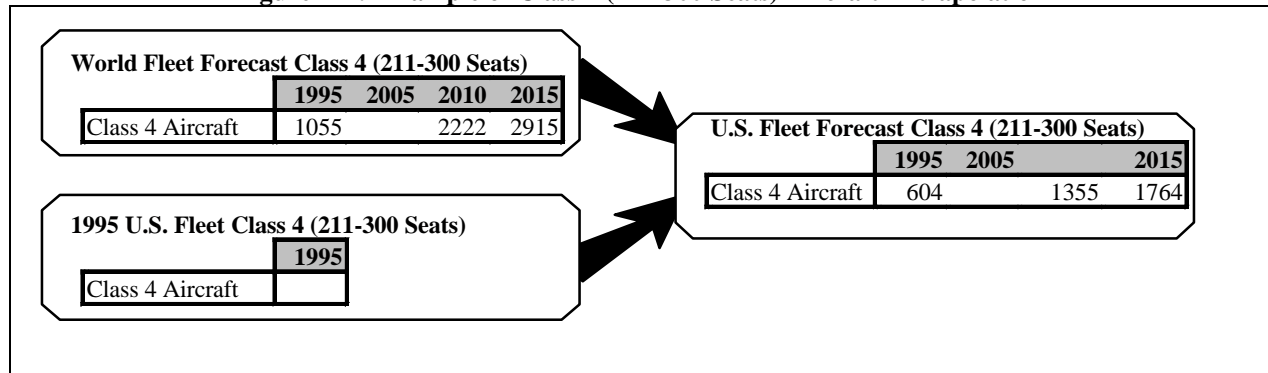 World Fleet Forecast Class 4 (211-300 Seats)
1995 2005 2010 2015
Class 4 Aircraft 1055 2222 2915
1995 U.S. Fleet Class 4 (211-300 Seats)
1995
Class 4 Aircraft
U.S. Fleet Forecast Class 4 (211-300 Seats)
1995 2005 2015
Class 4 Aircraft 604 1355 1764